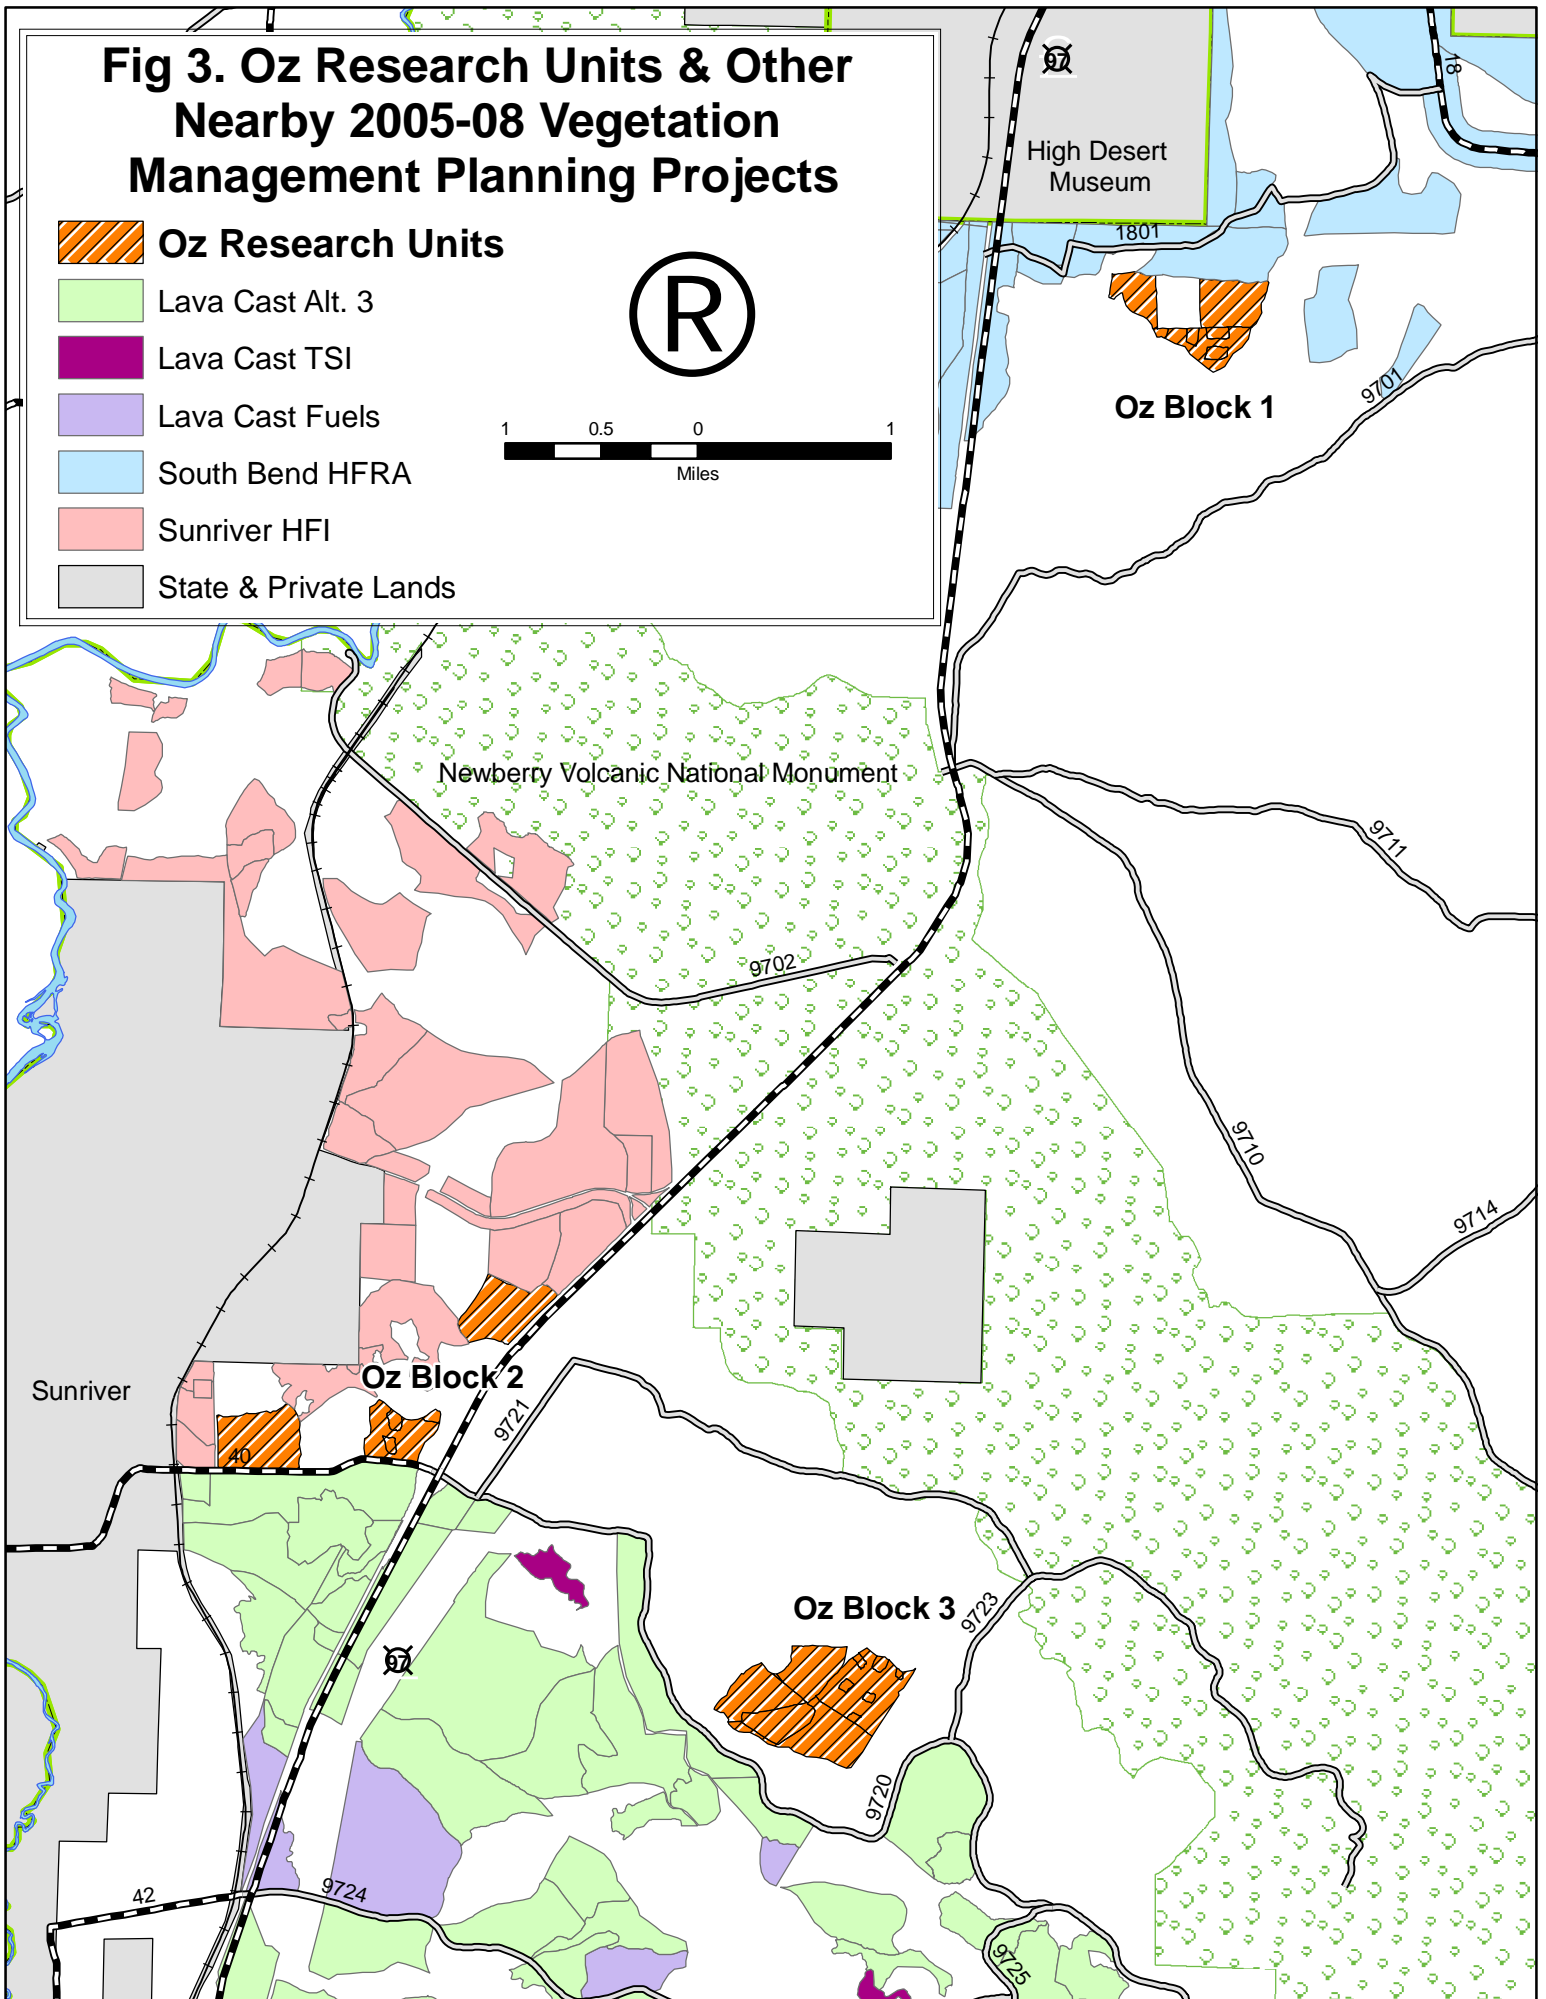 Fig 3. Oz Research Units & Other
Nearby 2005-08 Vegetation
Management Planning Projects
Oz Research Units
Lava Cast Alt. 3
Lava Cast TSI
Lava Cast Fuels
South Bend HFRA
Sunriver HFI
State & Private Lands
®
1 0.5 0 1
Miles
97
18
High Desert
Museum
1801
Oz Block 1
9701
Newberry Volcanic National Monument
9711
9702
9710
9714
Oz Block 2
Sunriver
9721
40
Oz Block 3
9723
97
9720
42
9724
9725